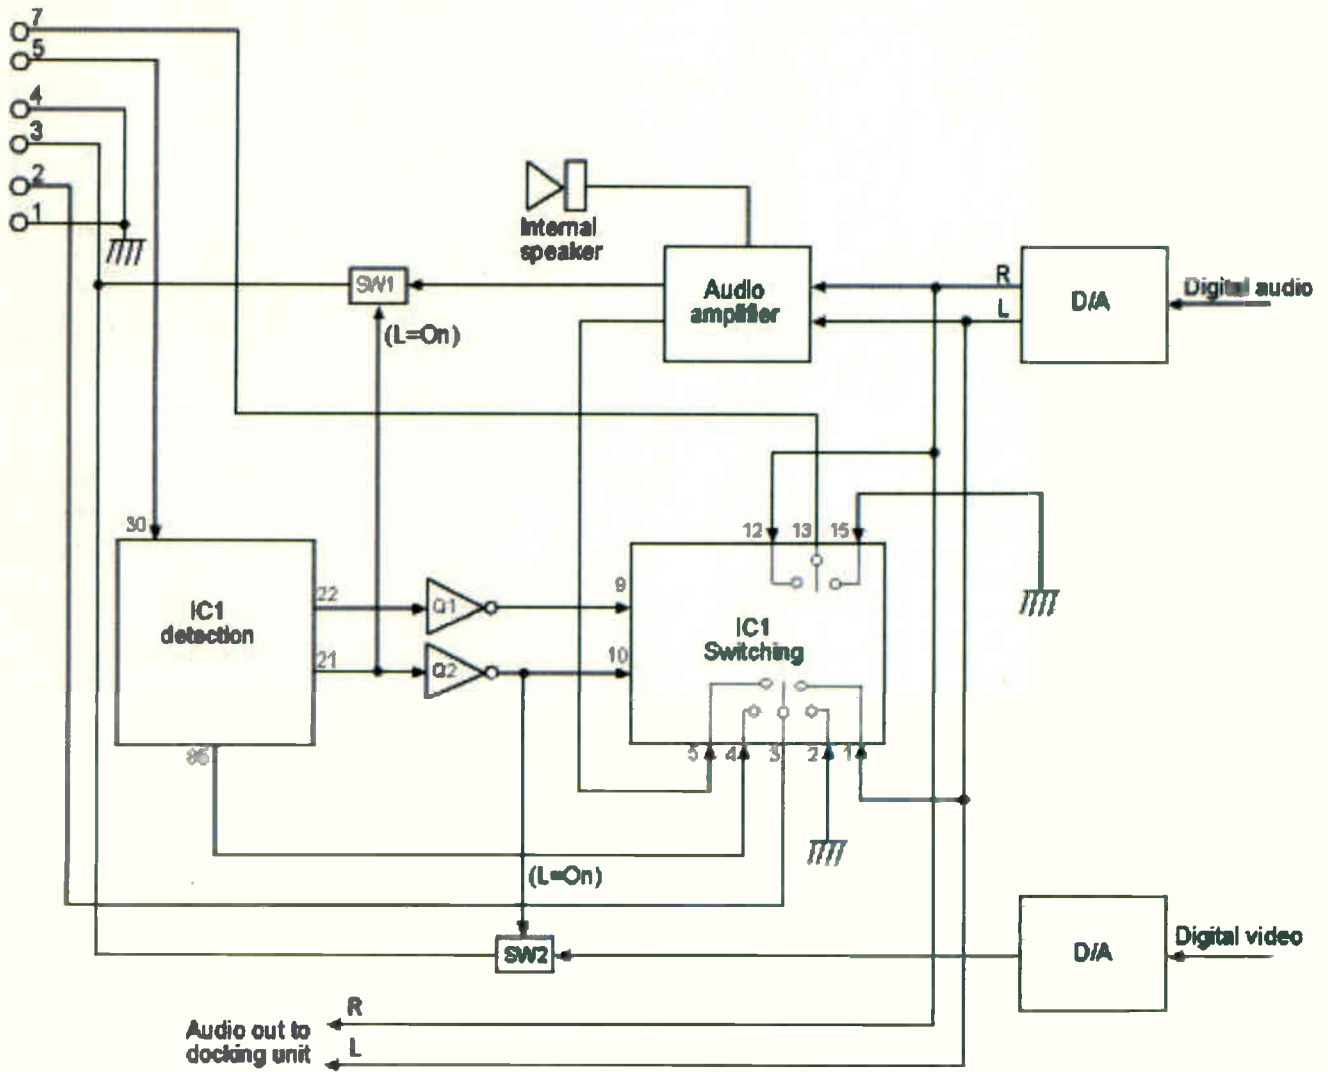 7
5
4
3
2
1
Internal
speaker
SW1
(L=On)
Audio
amplifier
R
L
D/A
Digital audio
30
IC1
detection
22
21
Q1
Q2
9
10
12
13
15
IC1
Switching
5
4
3
2
1
(L=On)
SW2
D/A
Digital video
Audio out to
docking unit
R
L